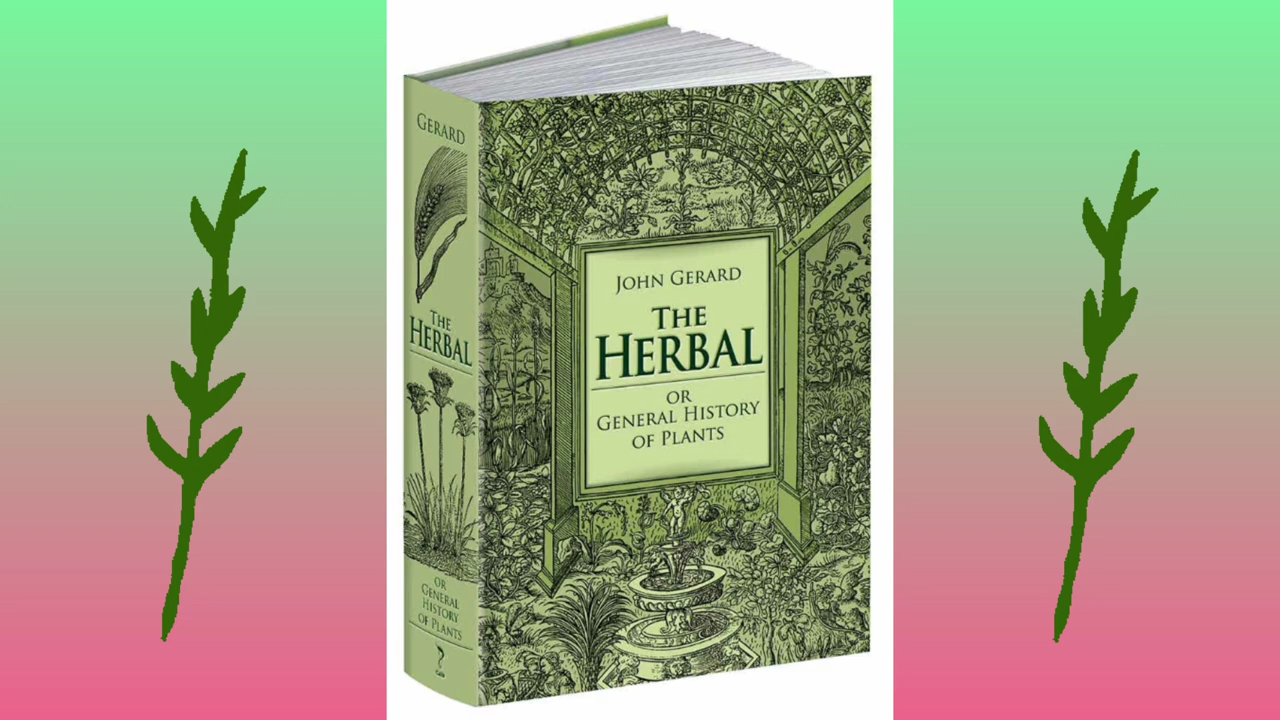 GERARD
THE
HERBAL
OR
GENERAL
HISTORY
OF PLANTS
JOHN GERARD
THE
HERBAL
OR
GENERAL HISTORY
OF PLANTS